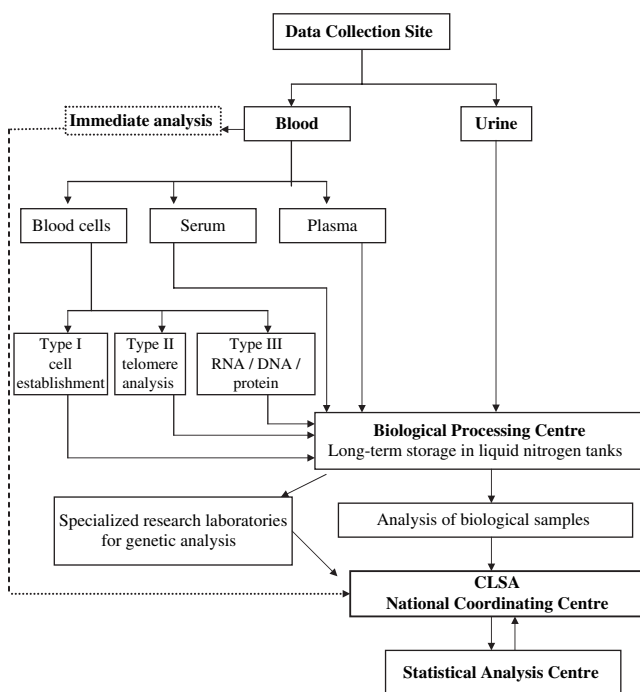 Data Collection Site
Immediate analysis
Blood
Urine
Blood cells
Serum
Plasma
Type I
cell
establishment
Type II
telomere
analysis
Type III
RNA / DNA /
protein
Biological Processing Centre
Long-term storage in liquid nitrogen tanks
Specialized research laboratories
for genetic analysis
Analysis of biological samples
CLSA
National Coordinating Centre
Statistical Analysis Centre